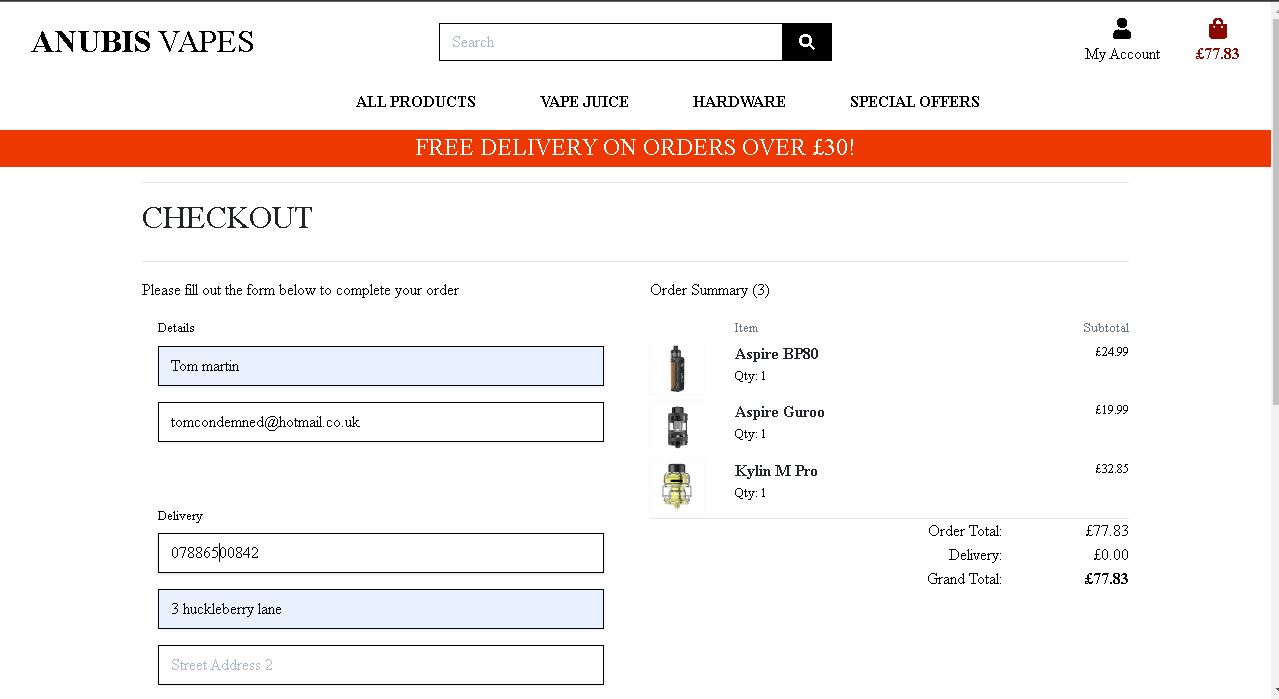 ANUBIS VAPES
Search
My Account
£77.83
ALL PRODUCTS VAPE JUICE HARDWARE SPECIAL OFFERS
FREE DELIVERY ON ORDERS OVER £30!
CHECKOUT
Please fill out the form below to complete your order
Details
Tom martin
tomcondemned@hotmail.co.uk
Delivery
07886500842
3 huckleberry lane
Street Address 2
Order Summary (3)
Item Subtotal
Aspire BP80 £24.99
Qty: 1
Aspire Guroo £19.99
Qty: 1
Kylin M Pro £32.85
Qty: 1
Order Total: £77.83
Delivery: £0.00
Grand Total: £77.83